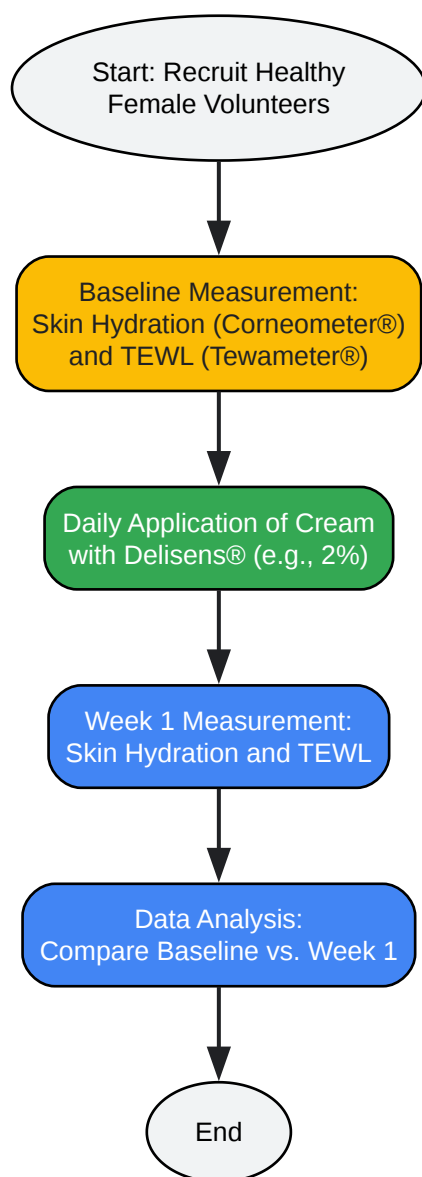 Start: Recruit Healthy
Female Volunteers
Baseline Measurement:
Skin Hydration (Corneometer®)
and TEWL (Tewameter®)
Daily Application of Cream
with Delisens® (e.g., 2%)
Week 1 Measurement:
Skin Hydration and TEWL
Data Analysis:
Compare Baseline vs. Week 1
End